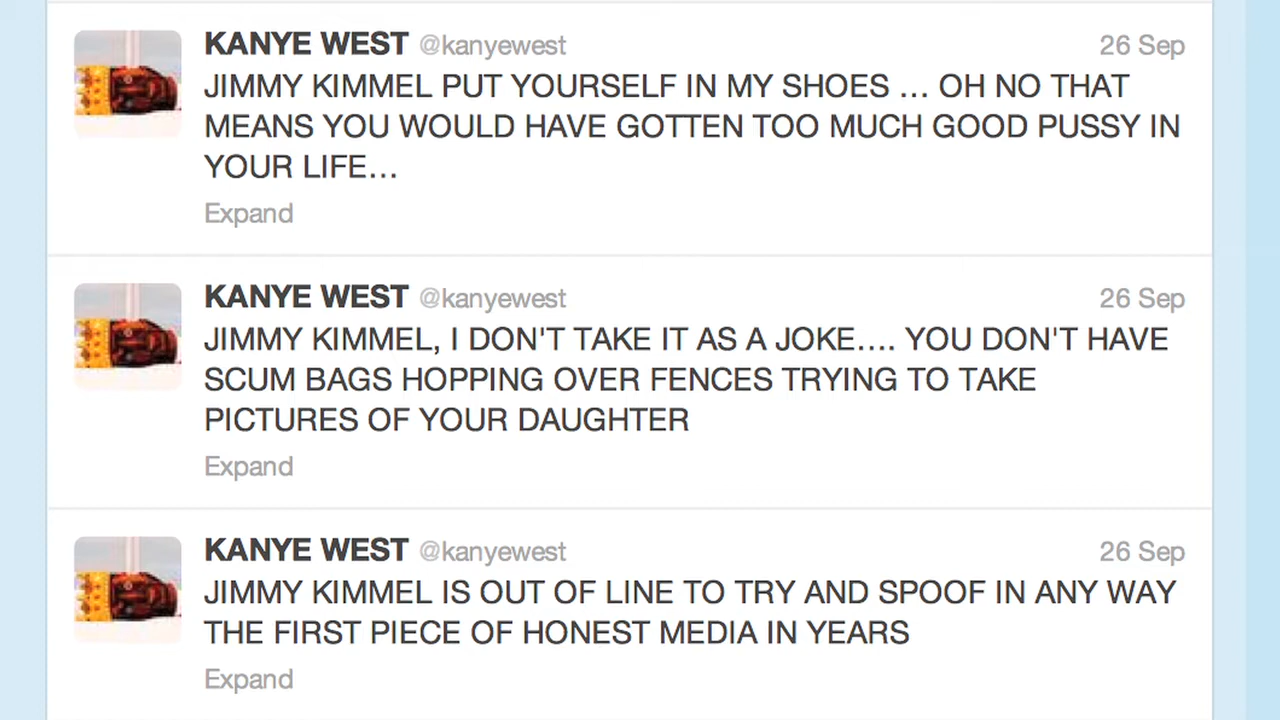 KANYE WEST @kanyewest 26 Sep
JIMMY KIMMEL PUT YOURSELF IN MY SHOES ... OH NO THAT
MEANS YOU WOULD HAVE GOTTEN TOO MUCH GOOD PUSSY IN
YOUR LIFE...
Expand
KANYE WEST @kanyewest 26 Sep
JIMMY KIMMEL, I DON'T TAKE IT AS A JOKE.... YOU DON'T HAVE
SCUM BAGS HOPPING OVER FENCES TRYING TO TAKE
PICTURES OF YOUR DAUGHTER
Expand
KANYE WEST @kanyewest 26 Sep
JIMMY KIMMEL IS OUT OF LINE TO TRY AND SPOOF IN ANY WAY
THE FIRST PIECE OF HONEST MEDIA IN YEARS
Expand